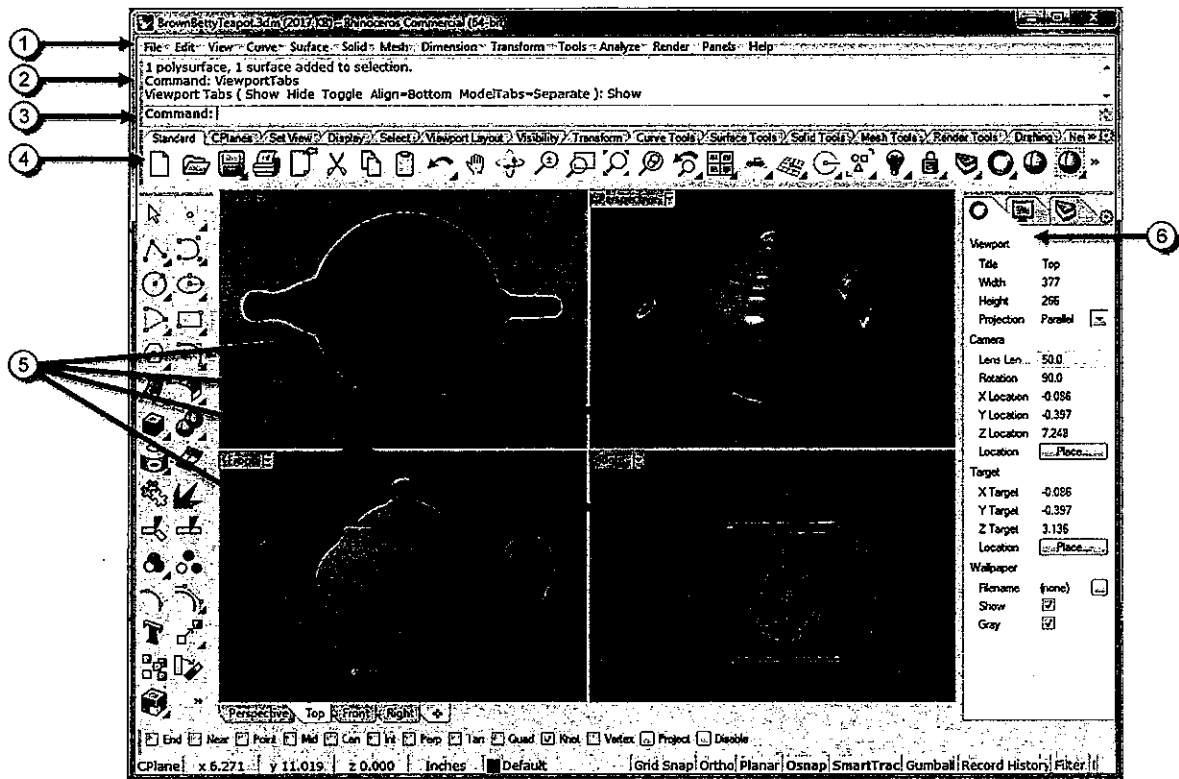 BrownBettyTeapot.3dm (2017 KB) - Rhinoceros Commercial (64-bit)
1
File Edit View Curve Surface Solid Mesh Dimension Transform Tools Analyze Render Panels Help
1 polysurface, 1 surface added to selection.
2
Command: ViewportTabs
Viewport Tabs ( Show Hide Toggle Align=Bottom ModelTabs=Separate ): Show
3
Command:
Standard CPlanes Set View Display Select Viewport Layout Visibility Transform Curve Tools Surface Tools Solid Tools Mesh Tools Render Tools Drafting
4
Perspective
6
Viewport
Title Top
Width 377
Height 266
Projection Parallel
Camera
5
Lens Len... 50.0
Rotation 90.0
X Location -0.086
Y Location -0.397
Z Location 7.248
Location Place...
Target
X Target -0.086
Y Target -0.397
Z Target 3.136
Location Place...
Wallpaper
Filename (none) ...
Show
Gray
Perspective Top Front Right
End Near Point Mid Cen Int Perp Tan Quad Knot Vertex Project Disable
CPlane x 6.271 y 11.019 z 0.000 Inches Default Grid Snap Ortho Planar Osnap SmartTrac Gumball Record History Filter